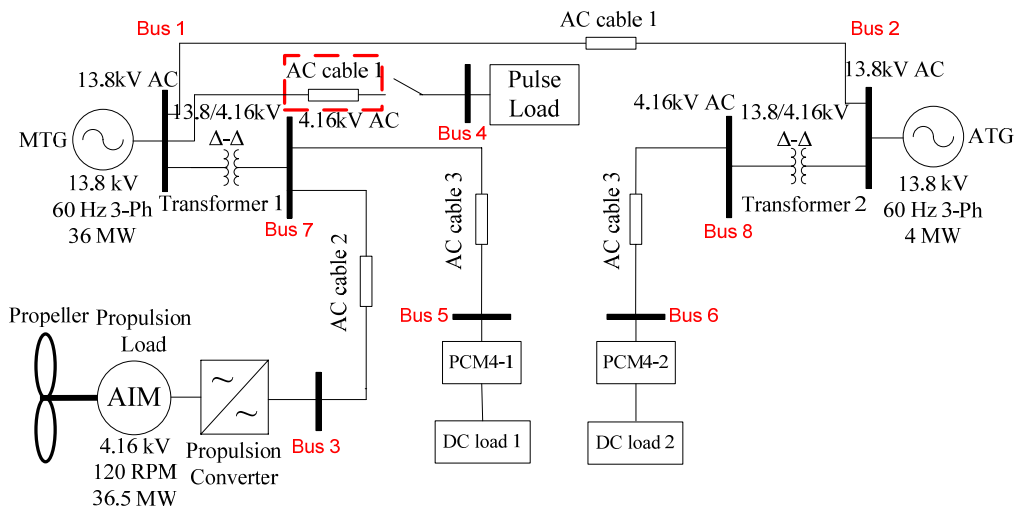 AC cable 1
Bus 1
Bus 2
13.8kV AC
AC cable 1
Pulse
Load
13.8kV AC
13.8/4.16kV
4.16kV AC
Bus 4
4.16kV AC
13.8/4.16kV
MTG
Δ-Δ
Δ-Δ
ATG
13.8 kV
60 Hz 3-Ph
36 MW
Transformer 1
Bus 7
Transformer 2
Bus 8
13.8 kV
60 Hz 3-Ph
4 MW
AC cable 2
AC cable 3
AC cable 3
Bus 5
Bus 6
Propeller
Propulsion
Load
PCM4-1
PCM4-2
AIM
~
~
Bus 3
DC load 1
DC load 2
4.16 kV
120 RPM
36.5 MW
Propulsion
Converter